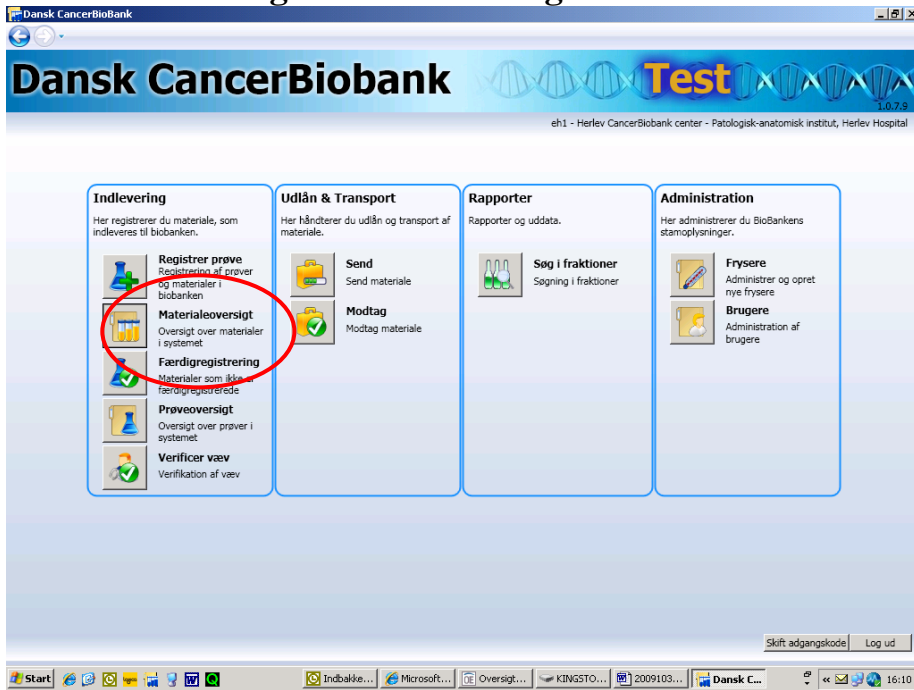 Dansk CancerBioBank
Dansk CancerBiobank
Test
1.0.7.9
eh1 - Herlev CancerBiobank center - Patologisk-anatomisk institut, Herlev Hospital
Indlevering
Her registrerer du materiale, som
indleveres til biobanken.
Registrer prøve
Registrering af prøver
og materialer i
biobanken
Materialeoversigt
Oversigt over materialer
i systemet
Færdigregistrering
Materialer som ikke er
færdigregistrerede
Prøveoversigt
Oversigt over prøver i
systemet
Verificer væv
Verifikation af væv
Udlån & Transport
Her håndterer du udlån og transport af
materiale.
Send
Send materiale
Modtag
Modtag materiale
Rapporter
Rapporter og uddata.
Søg i fraktioner
Søgning i fraktioner
Administration
Her administrerer du BioBankens
stamoplysninger.
Frysere
Administrer og opret
nye frysere
Brugere
Administration af
brugere
Skift adgangskode
Log ud
Start
Indbakke...
Microsoft...
Oversigt...
KINGSTO...
2009103...
Dansk C...
16:10